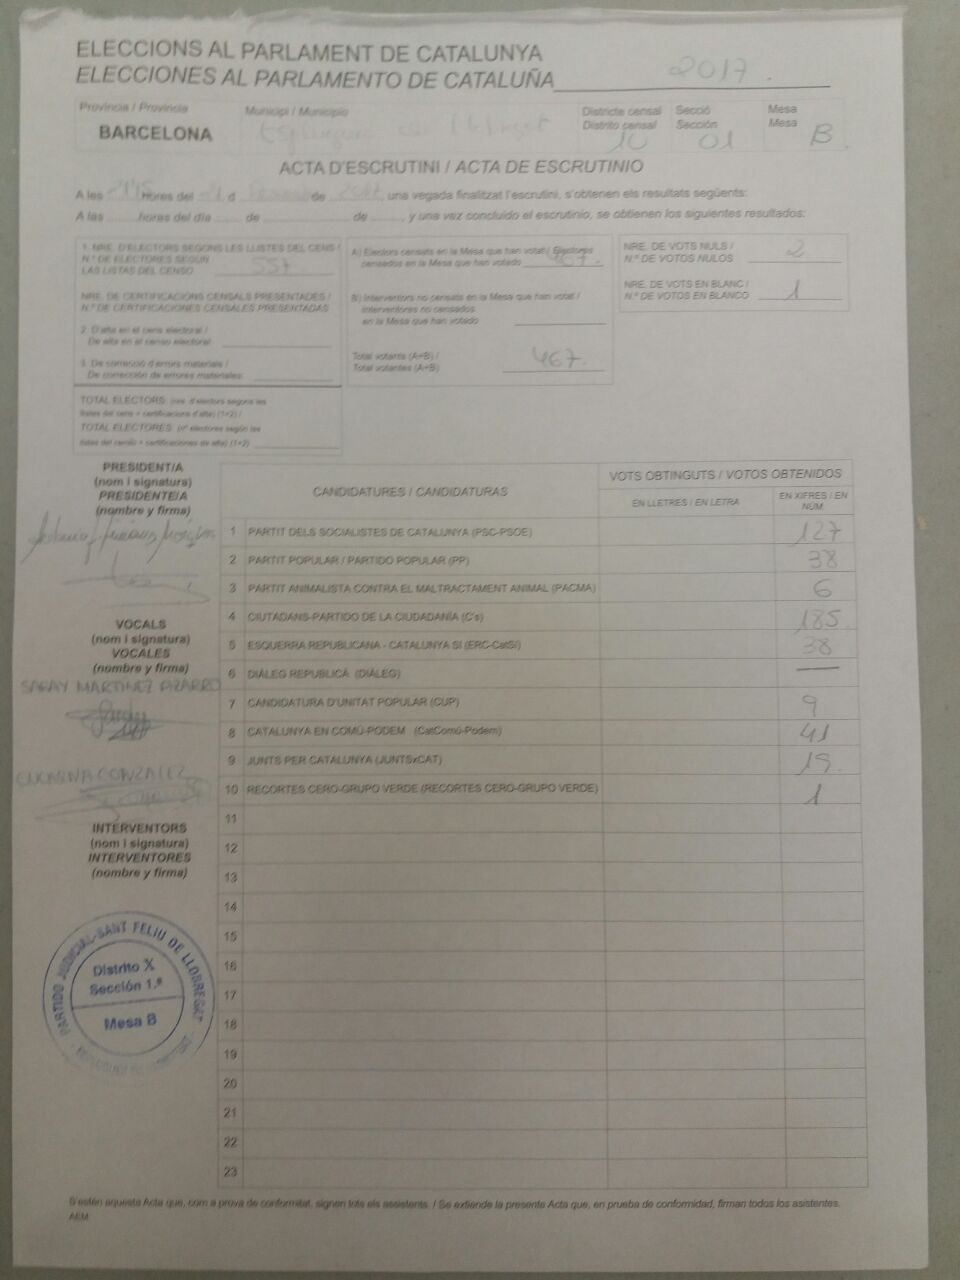 ELECCIONS AL PARLAMENT DE CATALUNYA
ELECCIONES AL PARLAMENTO DE CATALUÑA 2017.
Província / Provincia
BARCELONA
Municipi / Municipio
Districte censal
Distrito censal
10
Secció
Sección
01
Mesa
Mesa
B
ACTA D'ESCRUTINI / ACTA DE ESCRUTINIO
A les hores del d de una vegada finalitzat l'escrutini, s'obtenen els resultats següents:
A las horas del día de de , y una vez concluido el escrutinio, se obtienen los siguientes resultados:
1. NRE. D'ELECTORS SEGONS LES LLISTES DEL CENS /
N.º DE ELECTORES SEGÚN
LAS LISTAS DEL CENSO 557
NRE. DE CERTIFICACIONS CENSALS PRESENTADES /
N.º DE CERTIFICACIONES CENSALES PRESENTADAS
2. D'alta en el cens electoral /
De alta en el censo electoral
3. De correcció d'errors materials /
De corrección de errores materiales
TOTAL ELECTORS (nre. d'electors segons les
llistes del cens + certificacions d'alta) (1+2) /
TOTAL ELECTORES (nº electores según las
listas del censo + certificaciones de alta) (1+2)
A) Electors censats en la Mesa que han votat / Electores
censados en la Mesa que han votado 467.
B) Interventors no censats en la Mesa que han votat /
Interventores no censados
en la Mesa que han votado
Total votants (A+B) /
Total votantes (A+B) 467.
NRE. DE VOTS NULS /
N.º DE VOTOS NULOS 2
NRE. DE VOTS EN BLANC /
N.º DE VOTOS EN BLANCO 1
PRESIDENT/A
(nom i signatura)
PRESIDENTE/A
(nombre y firma)
VOCALS
(nom i signatura)
VOCALES
(nombre y firma)
SARAY MARTINEZ
GONZALEZ
INTERVENTORS
(nom i signatura)
INTERVENTORES
(nombre y firma)
PARTIDO JUDICIAL-SANT FELIU DE LLOBREGAT
Distrito X
Sección 1.ª
Mesa B
CANDIDATURES / CANDIDATURAS
VOTS OBTINGUTS / VOTOS OBTENIDOS
EN LLETRES / EN LETRA
EN XIFRES / EN NÚM.
1 PARTIT DELS SOCIALISTES DE CATALUNYA (PSC-PSOE) 127
2 PARTIT POPULAR / PARTIDO POPULAR (PP) 38
3 PARTIT ANIMALISTA CONTRA EL MALTRACTAMENT ANIMAL (PACMA) 6
4 CIUTADANS-PARTIDO DE LA CIUDADANÍA (C's) 185
5 ESQUERRA REPUBLICANA - CATALUNYA SÍ (ERC-CatSí) 38
6 DIÀLEG REPUBLICÀ (DIÀLEG) —
7 CANDIDATURA D'UNITAT POPULAR (CUP) 9
8 CATALUNYA EN COMÚ-PODEM (CatComú-Podem) 41
9 JUNTS PER CATALUNYA (JUNTSxCAT) 19.
10 RECORTES CERO-GRUPO VERDE (RECORTES CERO-GRUPO VERDE) 1
11
12
13
14
15
16
17
18
19
20
21
22
23
S'estén aquesta Acta que, com a prova de conformitat, signen tots els assistents. / Se extiende la presente Acta que, en prueba de conformidad, firman todos los asistentes.
AEM